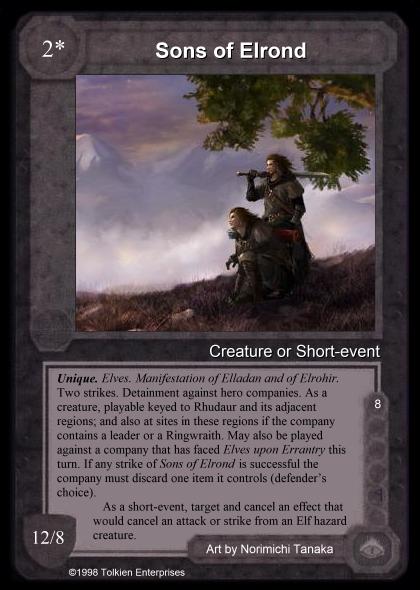 2*
Sons of Elrond
Creature or Short-event
Unique. Elves. Manifestation of Elladan and of Elrohir.
Two strikes. Detainment against hero companies. As a
creature, playable keyed to Rhudaur and its adjacent
regions; and also at sites in these regions if the company
contains a leader or a Ringwraith. May also be played
against a company that has faced Elves upon Errantry this
turn. If any strike of Sons of Elrond is successful the
company must discard one item it controls (defender's
choice).
As a short-event, target and cancel an effect that
would cancel an attack or strike from an Elf hazard
creature.
8
12/8
Art by Norimichi Tanaka
©1998 Tolkien Enterprises